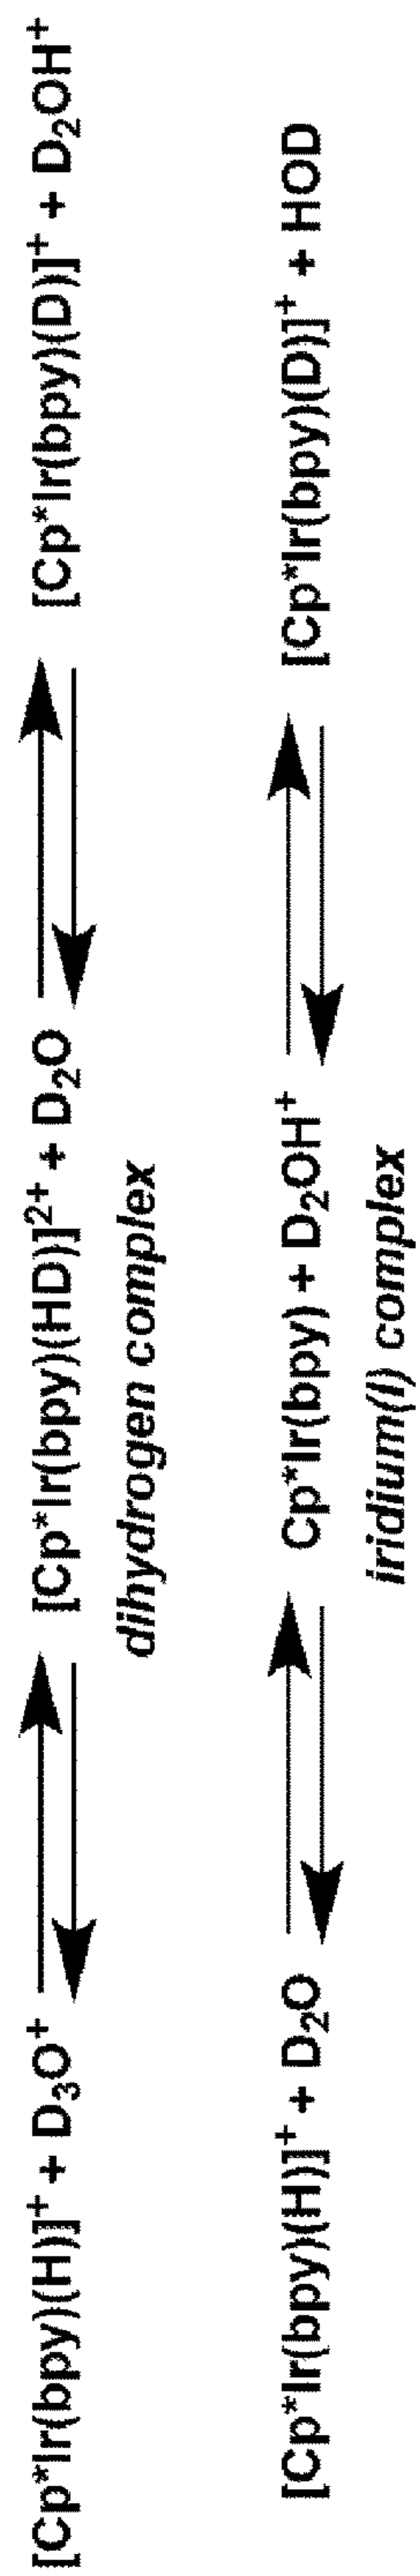 [Cp*Ir(bpy)(H)]⁺ + D₃O⁺ [Cp*Ir(bpy)(HD)]²⁺ + D₂O [Cp*Ir(bpy)(D)]⁺ + D₂OH⁺
dihydrogen complex
[Cp*Ir(bpy)(H)]⁺ + D₂O Cp*Ir(bpy) + D₂OH⁺ [Cp*Ir(bpy)(D)]⁺ + HOD
iridium(I) complex